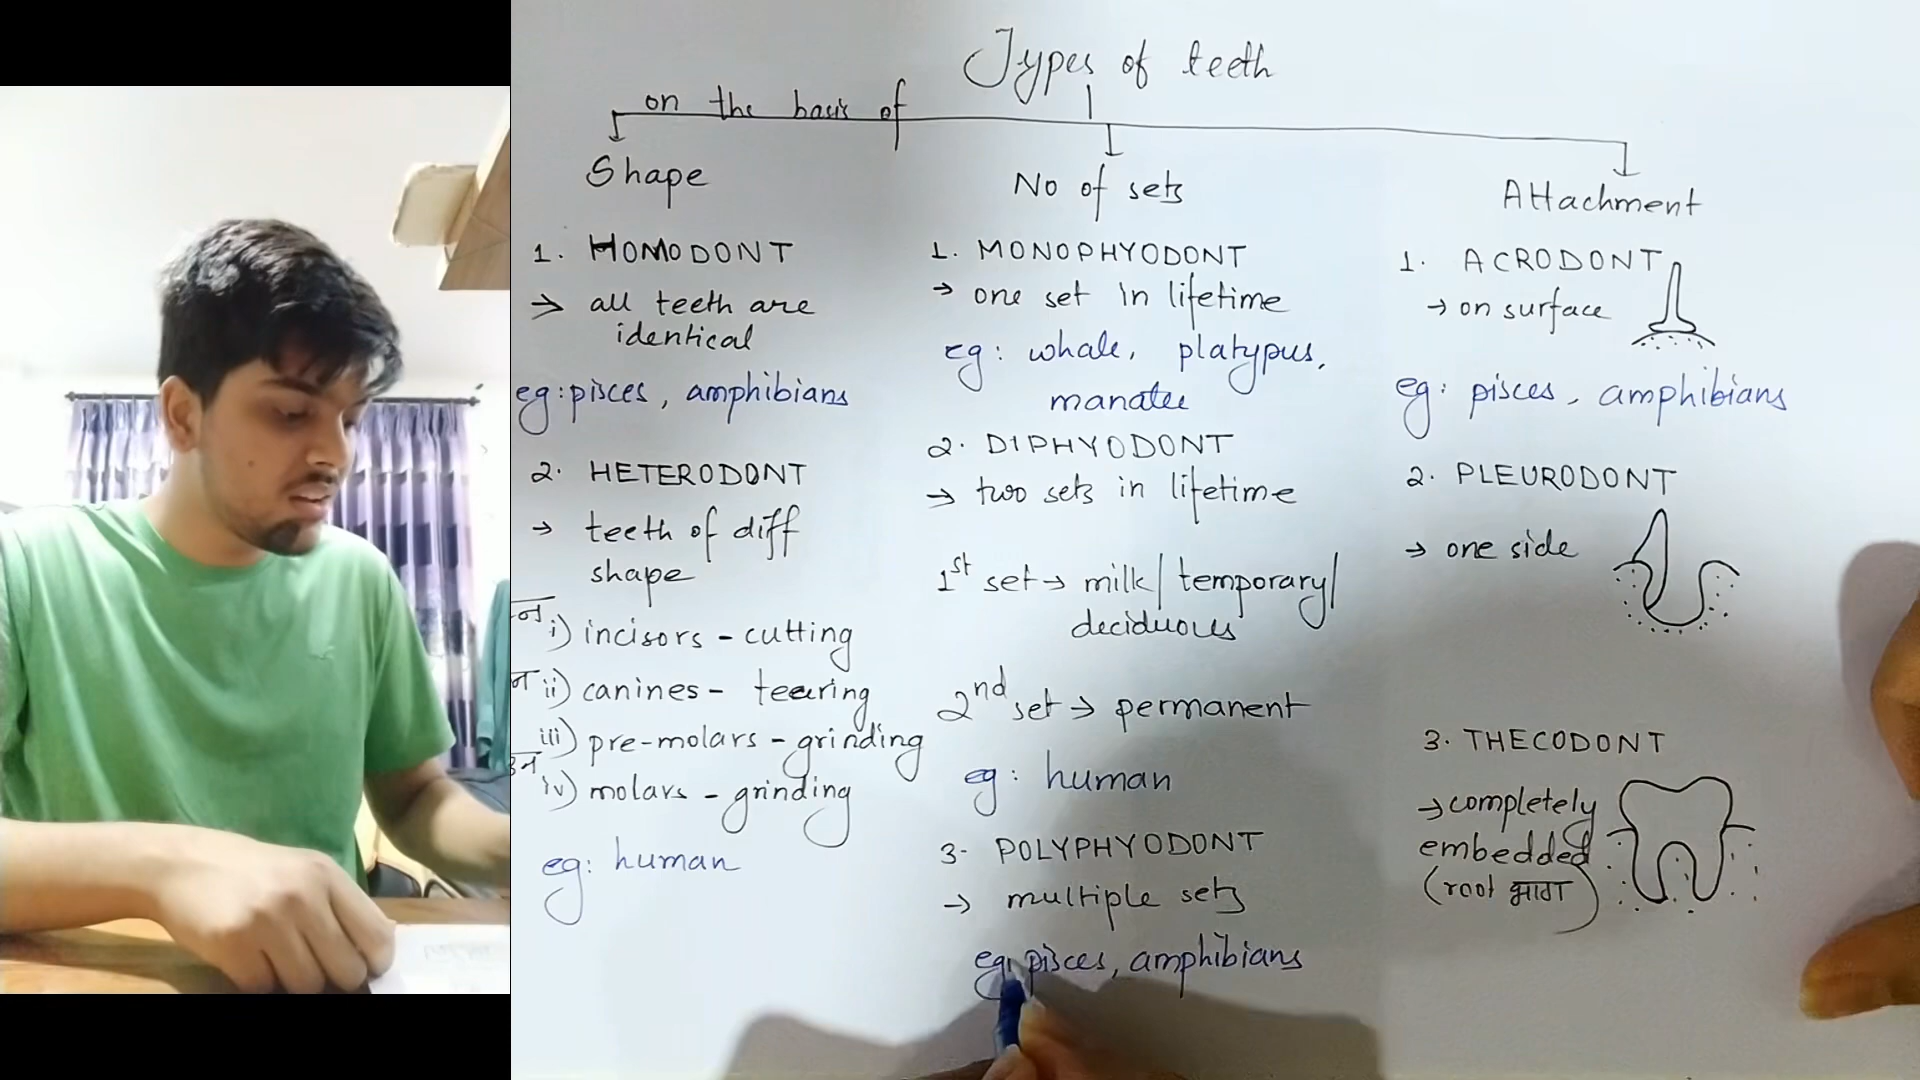 Types of teeth
on the basis of
Shape
1. HOMODONT
→ all teeth are
identical
eg: pisces, amphibians
2. HETERODONT
→ teeth of diff
shape
i) incisors - cutting
ii) canines - tearing
iii) pre-molars - grinding
iv) molars - grinding
eg: human
No of sets
1. MONOPHYODONT
→ one set in lifetime
eg: whale, platypus,
manatee
2. DIPHYODONT
→ two sets in lifetime
1st set → milk/temporary/
deciduous
2nd set → permanent
eg: human
3- POLYPHYODONT
→ multiple sets
eg: pisces, amphibians
Attachment
1. ACRODONT
→ on surface
eg: pisces, amphibians
2. PLEURODONT
→ one side
3. THECODONT
→ completely
embedded
(root भाग)